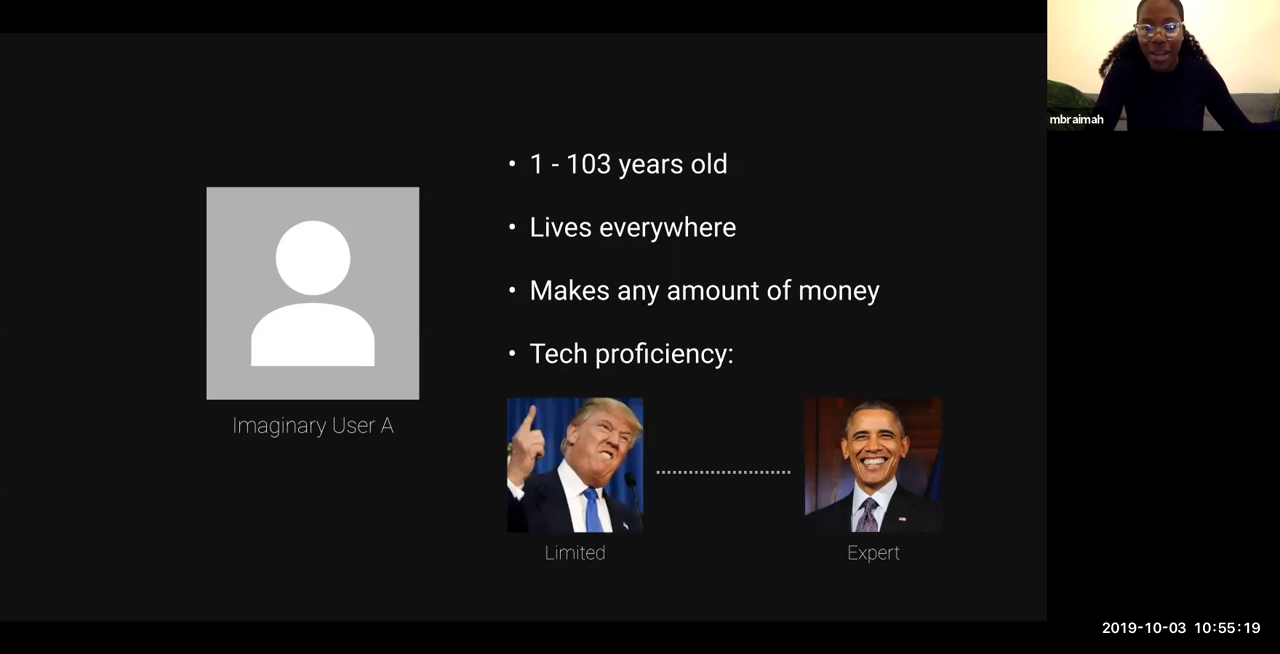 mbraimah
• 1 - 103 years old
• Lives everywhere
• Makes any amount of money
• Tech proficiency:
Imaginary User A
Limited
Expert
2019-10-03 10:55:19